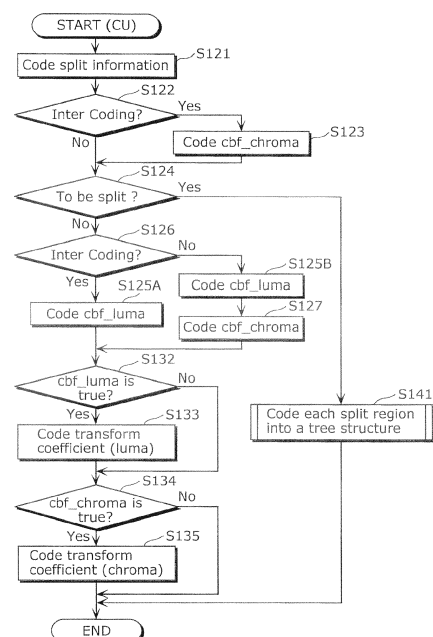 START (CU)
S121
Code split information
S122
Inter Coding?
Yes
No
S123
Code cbf_chroma
S124
To be split ?
Yes
No
S126
Inter Coding?
No
Yes
S125A
Code cbf_luma
S125B
Code cbf_luma
S127
Code cbf_chroma
S132
cbf_luma is
true?
No
Yes
S133
Code transform
coefficient (luma)
S141
Code each split region
into a tree structure
S134
cbf_chroma is
true?
No
Yes
S135
Code transform
coefficient (chroma)
END